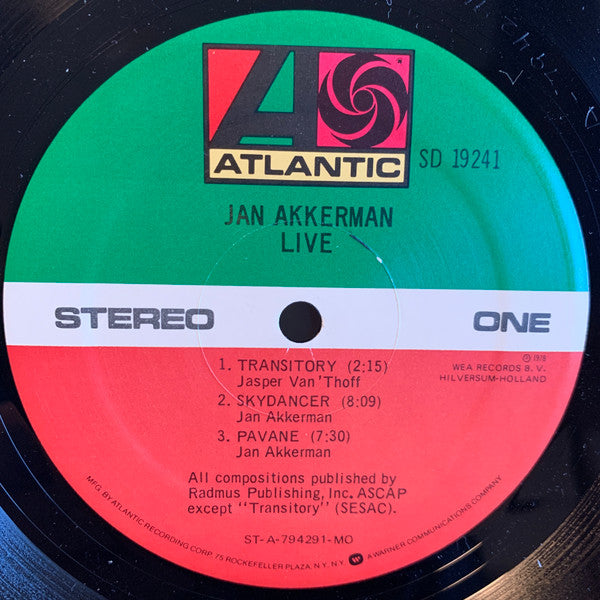 ATLANTIC
SD 19241
JAN AKKERMAN
LIVE
STEREO
ONE
1. TRANSITORY (2:15)
Jasper Van 'Thoff
2. SKYDANCER (8:09)
Jan Akkerman
3. PAVANE (7:30)
Jan Akkerman
℗ 1978
WEA RECORDS B. V.
HILVERSUM-HOLLAND
All compositions published by
Radmus Publishing, Inc. ASCAP
except "Transitory" (SESAC).
ST-A-794291-MO
MFG. BY ATLANTIC RECORDING CORP. 75 ROCKEFELLER PLAZA, N.Y. N.Y. A WARNER COMMUNICATIONS COMPANY